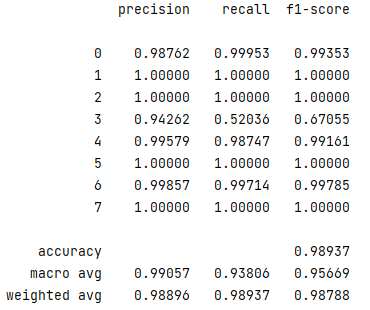 precision recall f1-score
0 0.98762 0.99953 0.99353
1 1.00000 1.00000 1.00000
2 1.00000 1.00000 1.00000
3 0.94262 0.52036 0.67055
4 0.99579 0.98747 0.99161
5 1.00000 1.00000 1.00000
6 0.99857 0.99714 0.99785
7 1.00000 1.00000 1.00000
accuracy 0.98937
macro avg 0.99057 0.93806 0.95669
weighted avg 0.98896 0.98937 0.98788